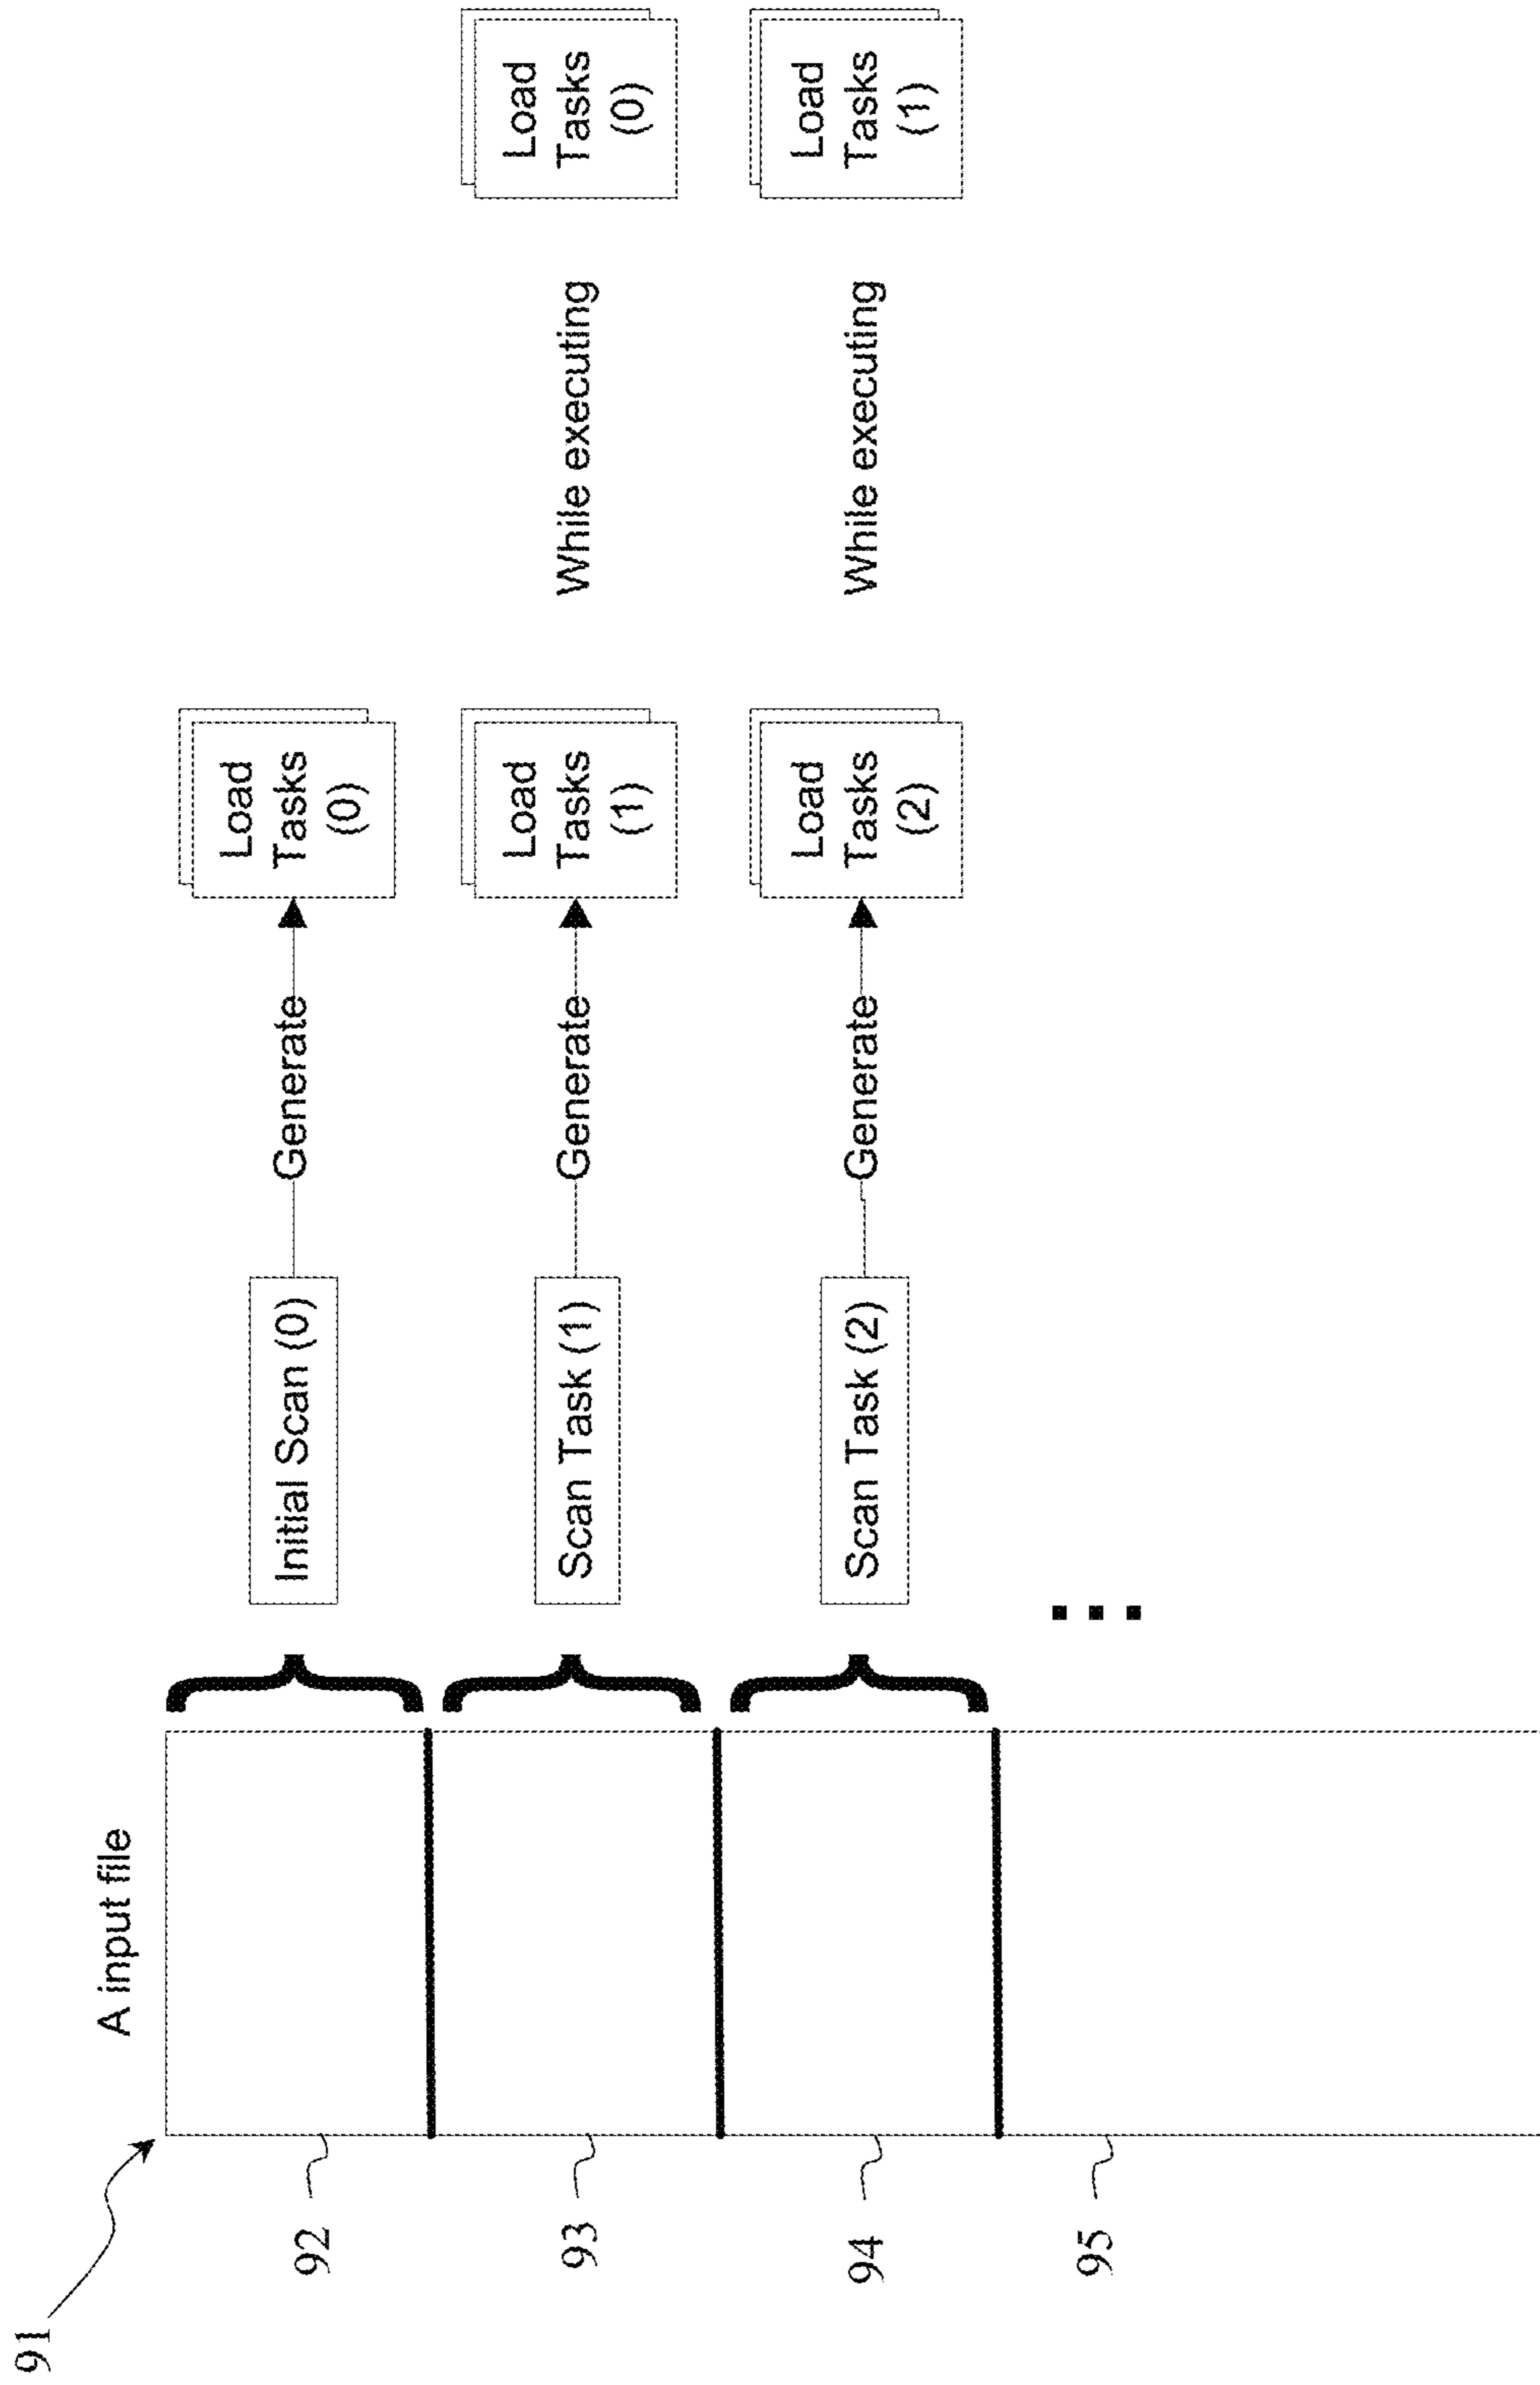 91
A input file
92
Initial Scan (0)
Generate
Load
Tasks
(0)
93
Scan Task (1)
Generate
Load
Tasks
(1)
While executing
Load
Tasks
(0)
94
Scan Task (2)
Generate
Load
Tasks
(2)
While executing
Load
Tasks
(1)
95